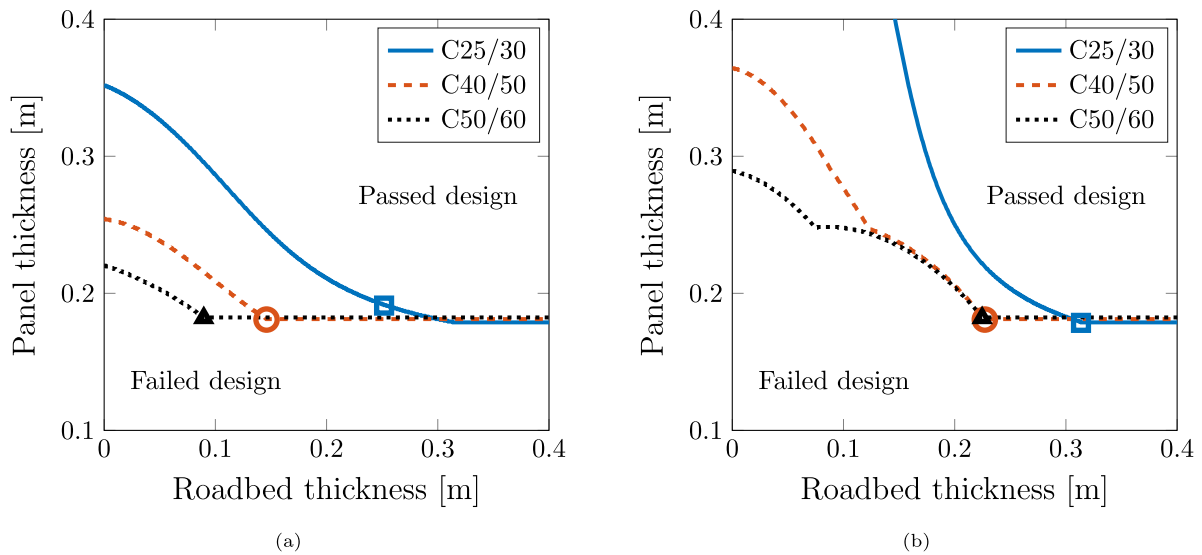 0.4
0.3
0.2
0.1
0
0.1
0.2
0.3
0.4
Panel thickness [m]
Roadbed thickness [m]
C25/30
C40/50
C50/60
Passed design
Failed design
(a)
0.4
0.3
0.2
0.1
0
0.1
0.2
0.3
0.4
Panel thickness [m]
Roadbed thickness [m]
C25/30
C40/50
C50/60
Passed design
Failed design
(b)